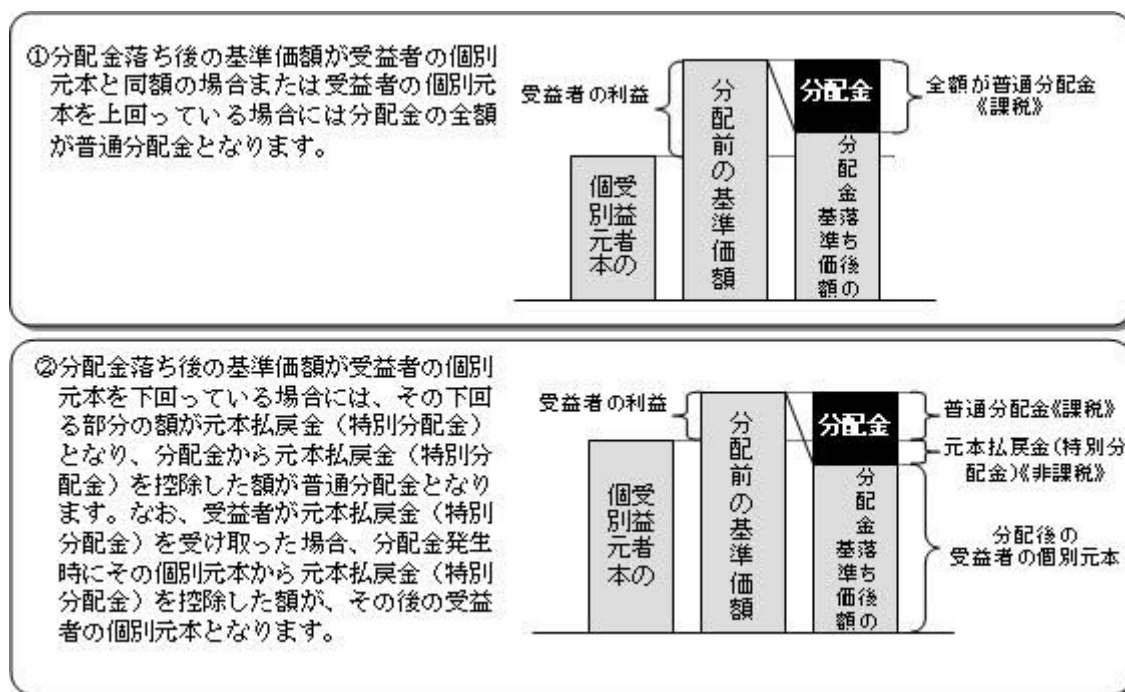 ①分配金落ち後の基準価額が受益者の個別
元本と同額の場合または受益者の個別元
本を上回っている場合には分配金の全額
が普通分配金となります。
受益者の利益
受益者の
個別元本
分配前の基準価額
分配金
分配金落ち後の
基準価額
全額が普通分配金
《課税》
②分配金落ち後の基準価額が受益者の個別
元本を下回っている場合には、その下回
る部分の額が元本払戻金（特別分配金）
となり、分配金から元本払戻金（特別分
配金）を控除した額が普通分配金となり
ます。なお、受益者が元本払戻金（特別
分配金）を受け取った場合、分配金発生
時にその個別元本から元本払戻金（特別
分配金）を控除した額が、その後の受益
者の個別元本となります。
受益者の利益
受益者の
個別元本
分配前の基準価額
分配金
分配金落ち後の
基準価額
普通分配金《課税》
元本払戻金(特別分
配金)《非課税》
分配後の
受益者の個別元本